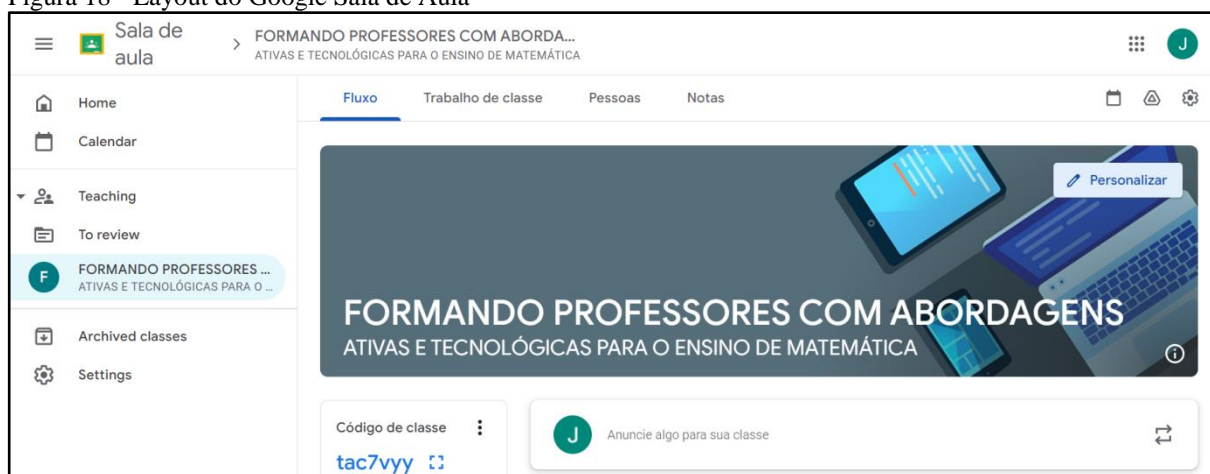 Figura 18 - Layout do Google Sala de Aula
Sala de
aula
FORMANDO PROFESSORES COM ABORDA...
ATIVAS E TECNOLÓGICAS PARA O ENSINO DE MATEMÁTICA
J
Home
Calendar
Teaching
To review
F
FORMANDO PROFESSORES ...
ATIVAS E TECNOLÓGICAS PARA O ...
Archived classes
Settings
Fluxo Trabalho de classe Pessoas Notas
Personalizar
FORMANDO PROFESSORES COM ABORDAGENS
ATIVAS E TECNOLÓGICAS PARA O ENSINO DE MATEMÁTICA
Código de classe
tac7vyy
J
Anuncie algo para sua classe